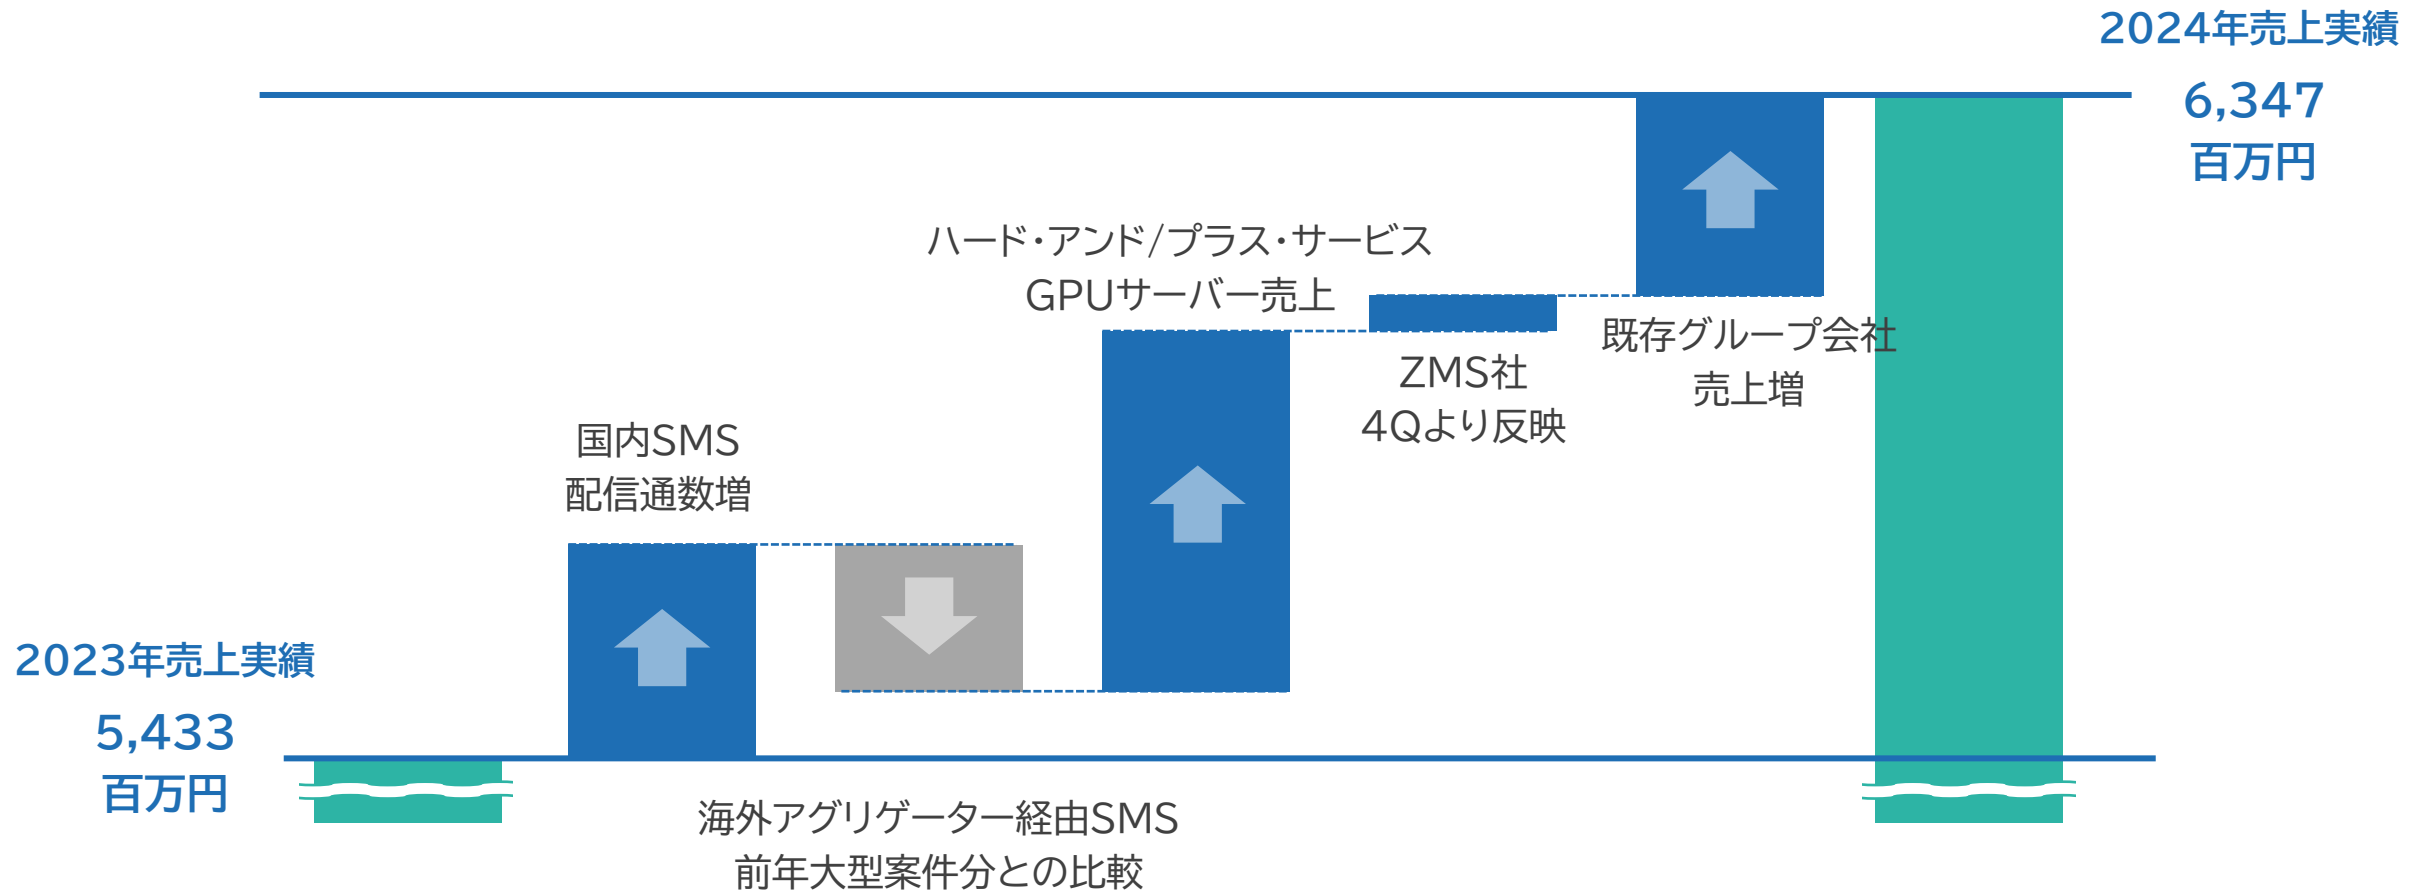 2024年売上実績
6,347
百万円
ハード・アンド/プラス・サービス
GPUサーバー売上
既存グループ会社
売上増
ZMS社
4Qより反映
国内SMS
配信通数増
2023年売上実績
5,433
百万円
海外アグリゲーター経由SMS
前年大型案件分との比較